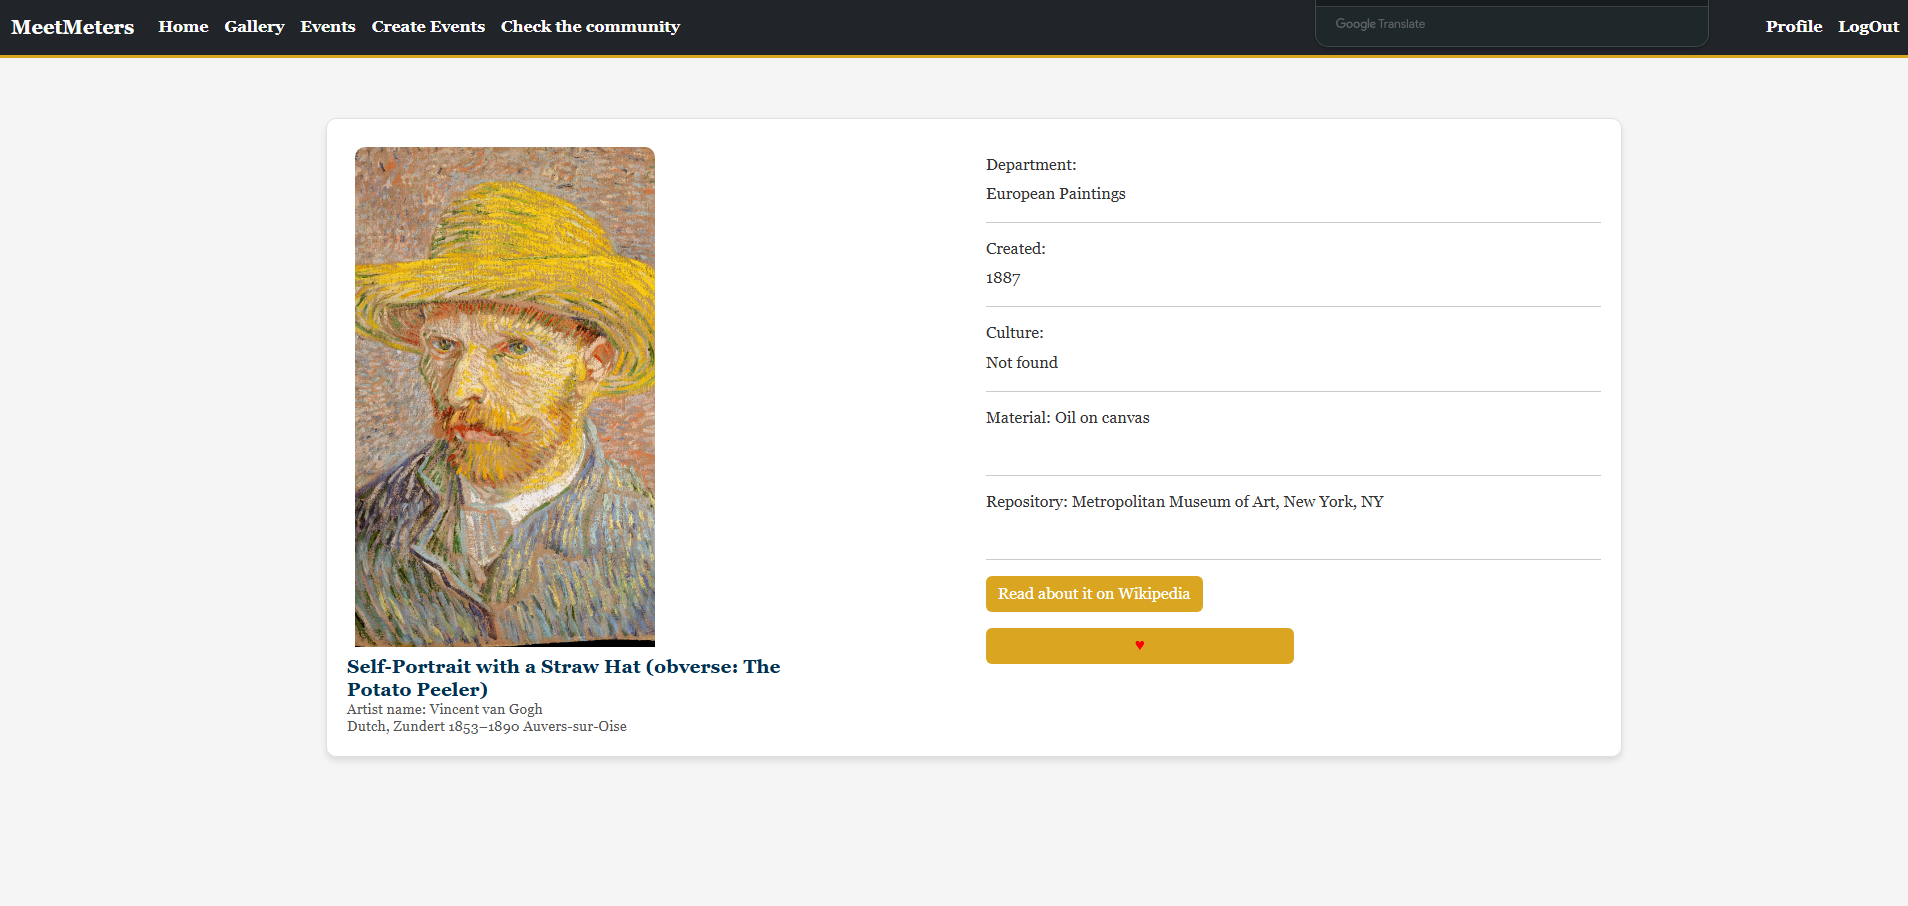 MeetMeters Home Gallery Events Create Events Check the community Google Translate Profile LogOut
Department:
European Paintings
Created:
1887
Culture:
Not found
Material: Oil on canvas
Repository: Metropolitan Museum of Art, New York, NY
Read about it on Wikipedia
♥
Self-Portrait with a Straw Hat (obverse: The
Potato Peeler)
Artist name: Vincent van Gogh
Dutch, Zundert 1853–1890 Auvers-sur-Oise